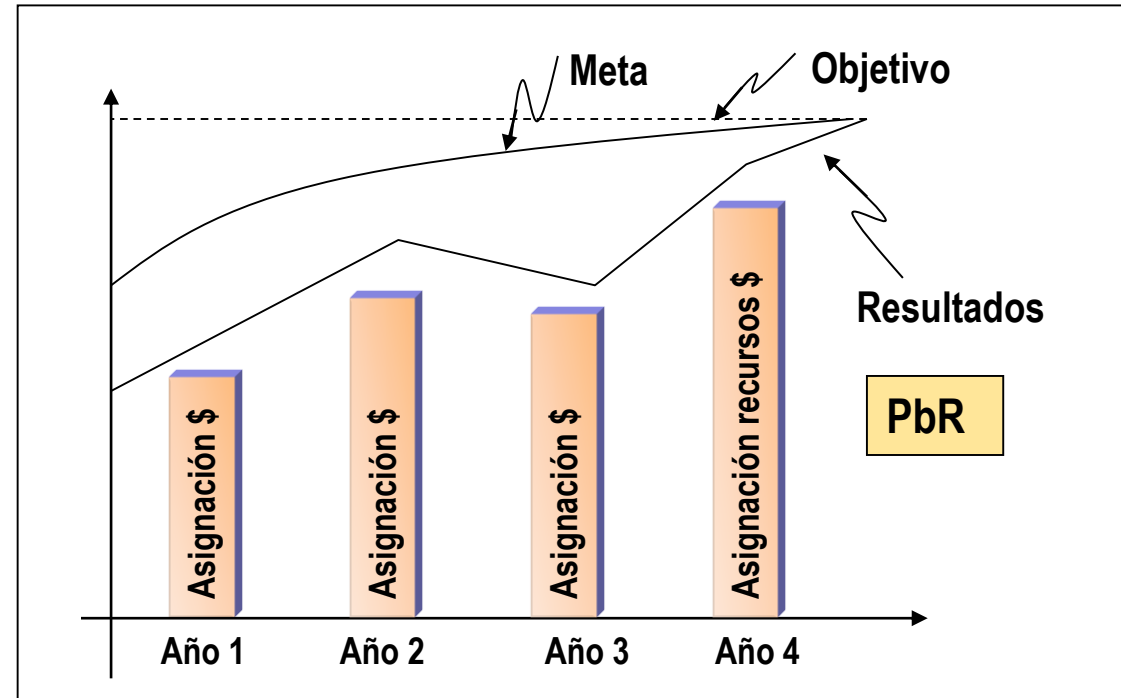 Meta
Objetivo
Resultados
PbR
Asignación $
Asignación $
Asignación $
Asignación recursos $
Año 1
Año 2
Año 3
Año 4